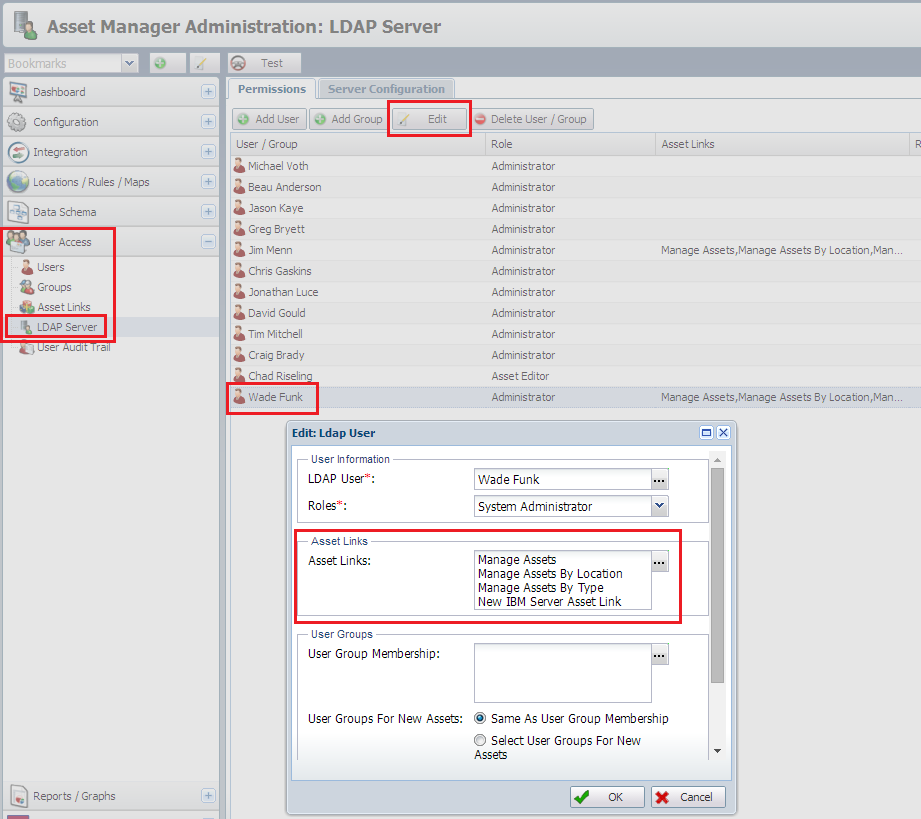 Asset Manager Administration: LDAP Server
Bookmarks
Test
Dashboard
Configuration
Integration
Locations / Rules / Maps
Data Schema
User Access
Users
Groups
Asset Links
LDAP Server
User Audit Trail
Reports / Graphs
Permissions Server Configuration
Add User Add Group Edit Delete User / Group
User / Group Role Asset Links R
Michael Voth Administrator
Beau Anderson Administrator
Jason Kaye Administrator
Greg Bryett Administrator
Jim Menn Administrator Manage Assets,Manage Assets By Location,Man...
Chris Gaskins Administrator
Jonathan Luce Administrator
David Gould Administrator
Tim Mitchell Administrator
Craig Brady Administrator
Chad Riseling Asset Editor
Wade Funk Administrator Manage Assets,Manage Assets By Location,Man...
Edit: Ldap User
User Information
LDAP User*: Wade Funk ...
Roles*: System Administrator
Asset Links
Asset Links: Manage Assets ...
Manage Assets By Location
Manage Assets By Type
New IBM Server Asset Link
User Groups
User Group Membership: ...
User Groups For New Assets: Same As User Group Membership
Select User Groups For New
Assets
OK Cancel